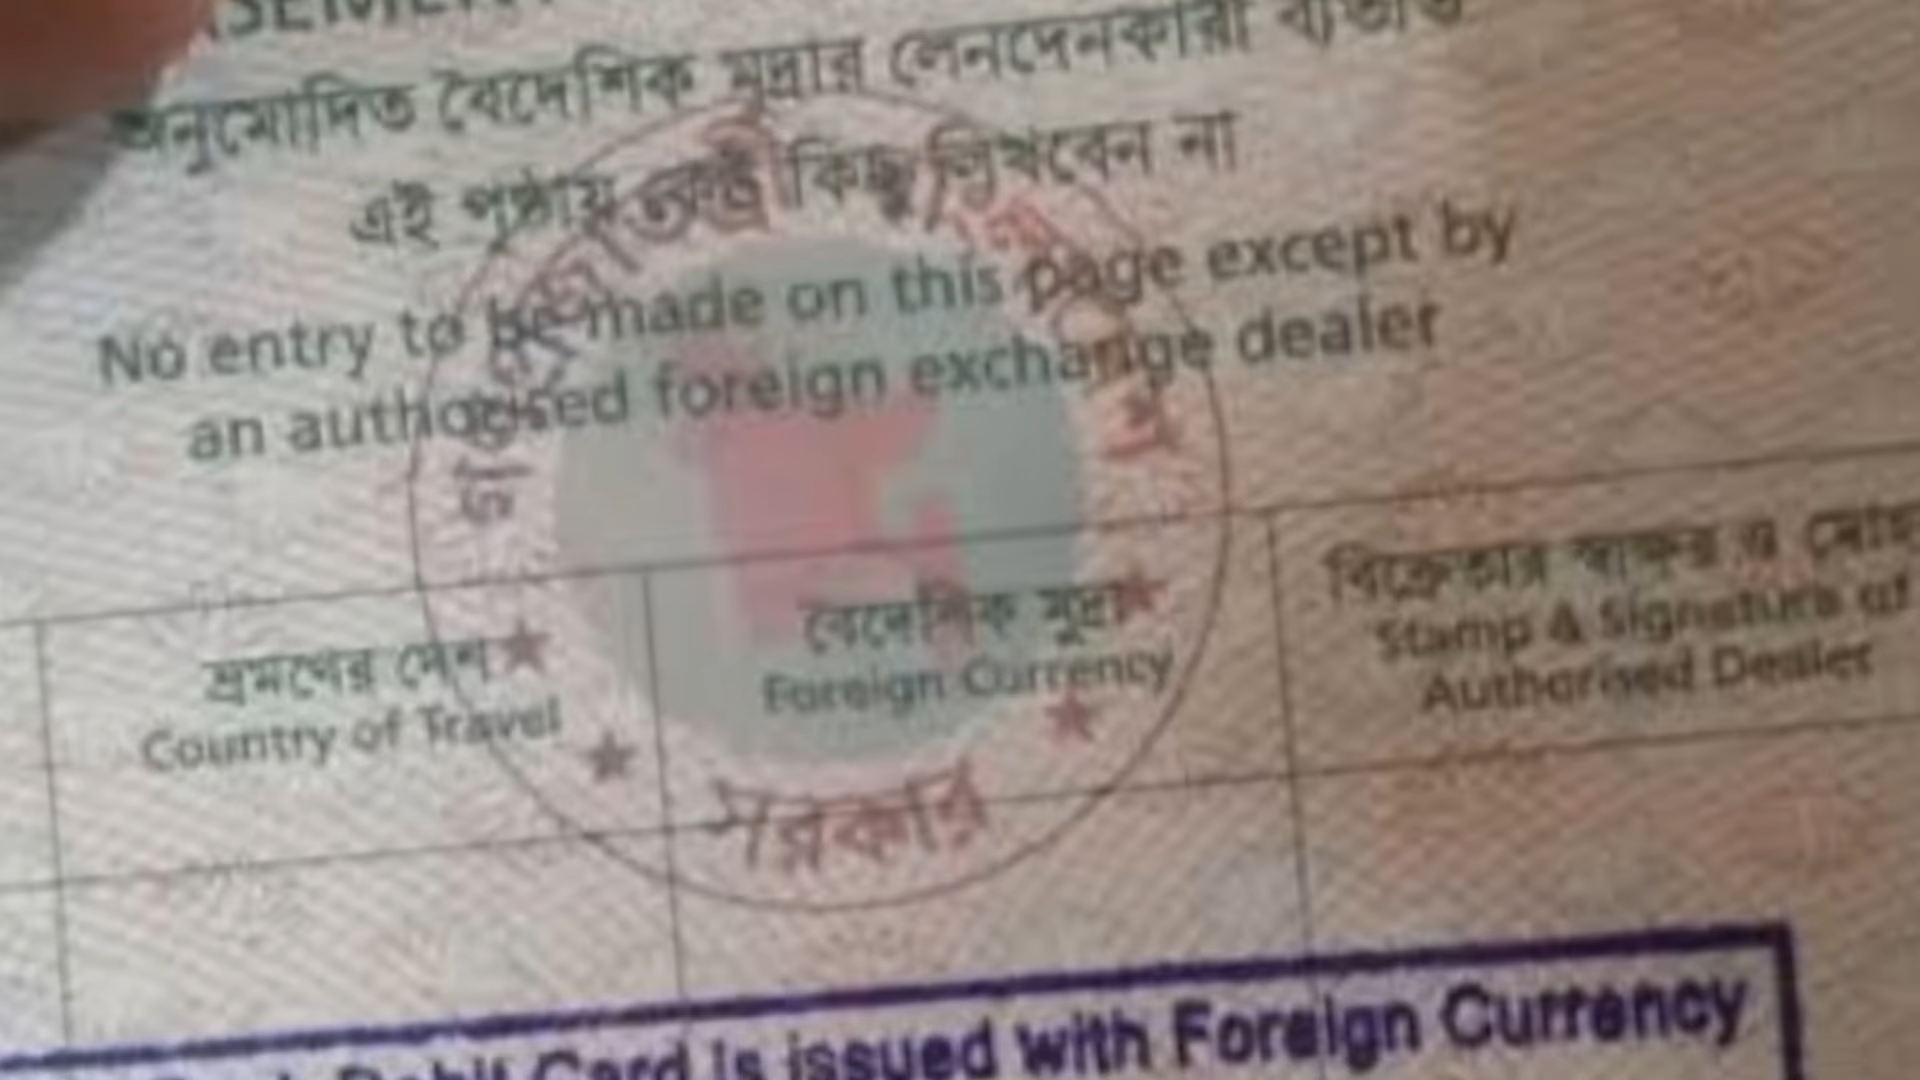 অনুমোদিত বৈদেশিক মুদ্রার লেনদেনকারী ব্যতীত
এই পৃষ্ঠায় কেউ কিছু লিখবেন না
No entry to be made on this page except by
an authorised foreign exchange dealer
ভ্রমণের দেশ
Country of Travel
বৈদেশিক মুদ্রা
Foreign Currency
বিক্রেতার স্বাক্ষর ও
Stamp & Signature of
Authorised Dealer
সরকার
Debit Card is issued with Foreign Currency